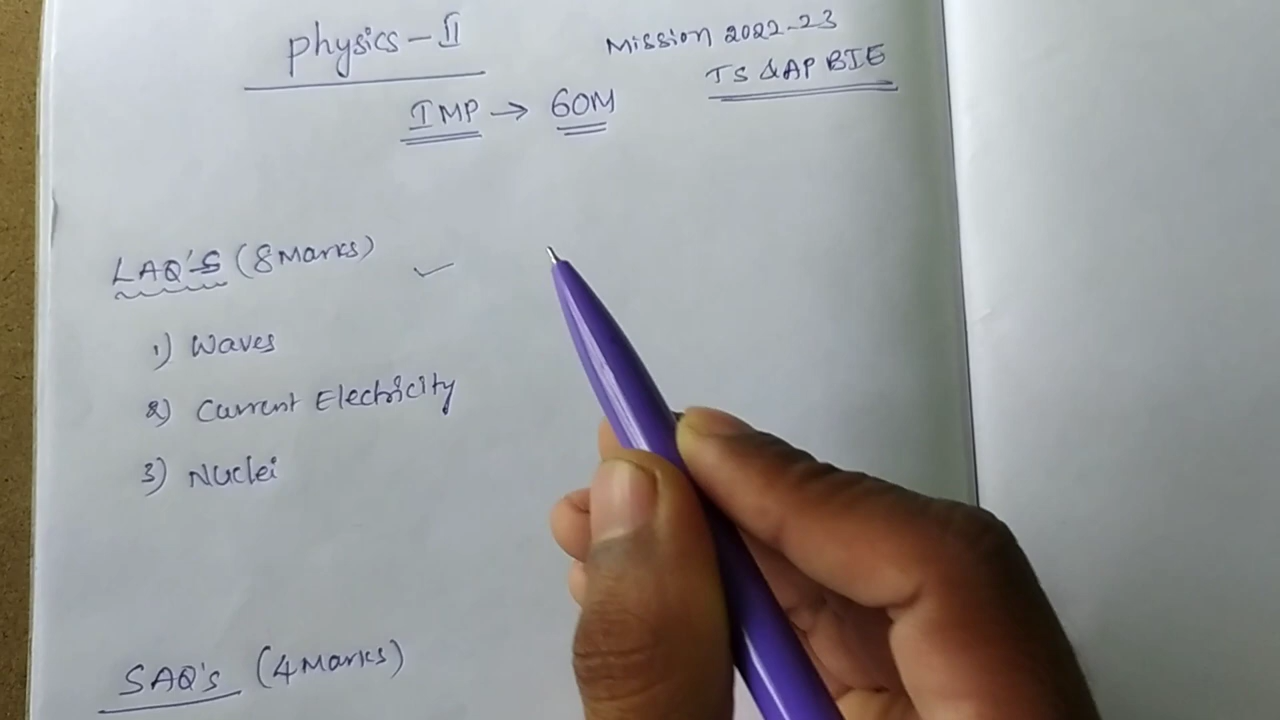 Physics-II
Mission 2022-23
TS & AP BIE
IMP → 60M
LAQ'S (8 Marks) ✓
1) Waves
2) Current Electricity
3) Nuclei
SAQ's (4 Marks)